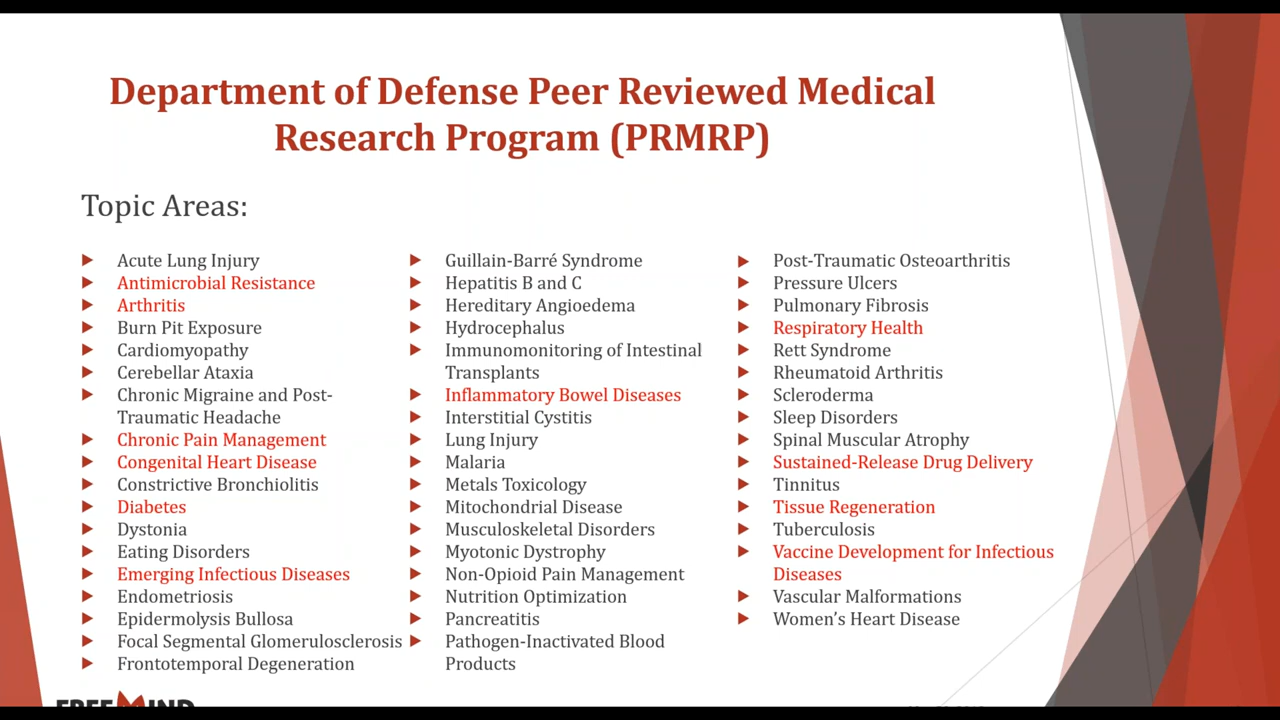 Department of Defense Peer Reviewed Medical
Research Program (PRMRP)
Topic Areas:
Acute Lung Injury
Antimicrobial Resistance
Arthritis
Burn Pit Exposure
Cardiomyopathy
Cerebellar Ataxia
Chronic Migraine and Post-
Traumatic Headache
Chronic Pain Management
Congenital Heart Disease
Constrictive Bronchiolitis
Diabetes
Dystonia
Eating Disorders
Emerging Infectious Diseases
Endometriosis
Epidermolysis Bullosa
Focal Segmental Glomerulosclerosis
Frontotemporal Degeneration
Guillain-Barré Syndrome
Hepatitis B and C
Hereditary Angioedema
Hydrocephalus
Immunomonitoring of Intestinal
Transplants
Inflammatory Bowel Diseases
Interstitial Cystitis
Lung Injury
Malaria
Metals Toxicology
Mitochondrial Disease
Musculoskeletal Disorders
Myotonic Dystrophy
Non-Opioid Pain Management
Nutrition Optimization
Pancreatitis
Pathogen-Inactivated Blood
Products
Post-Traumatic Osteoarthritis
Pressure Ulcers
Pulmonary Fibrosis
Respiratory Health
Rett Syndrome
Rheumatoid Arthritis
Scleroderma
Sleep Disorders
Spinal Muscular Atrophy
Sustained-Release Drug Delivery
Tinnitus
Tissue Regeneration
Tuberculosis
Vaccine Development for Infectious
Diseases
Vascular Malformations
Women’s Heart Disease
FREEMIND